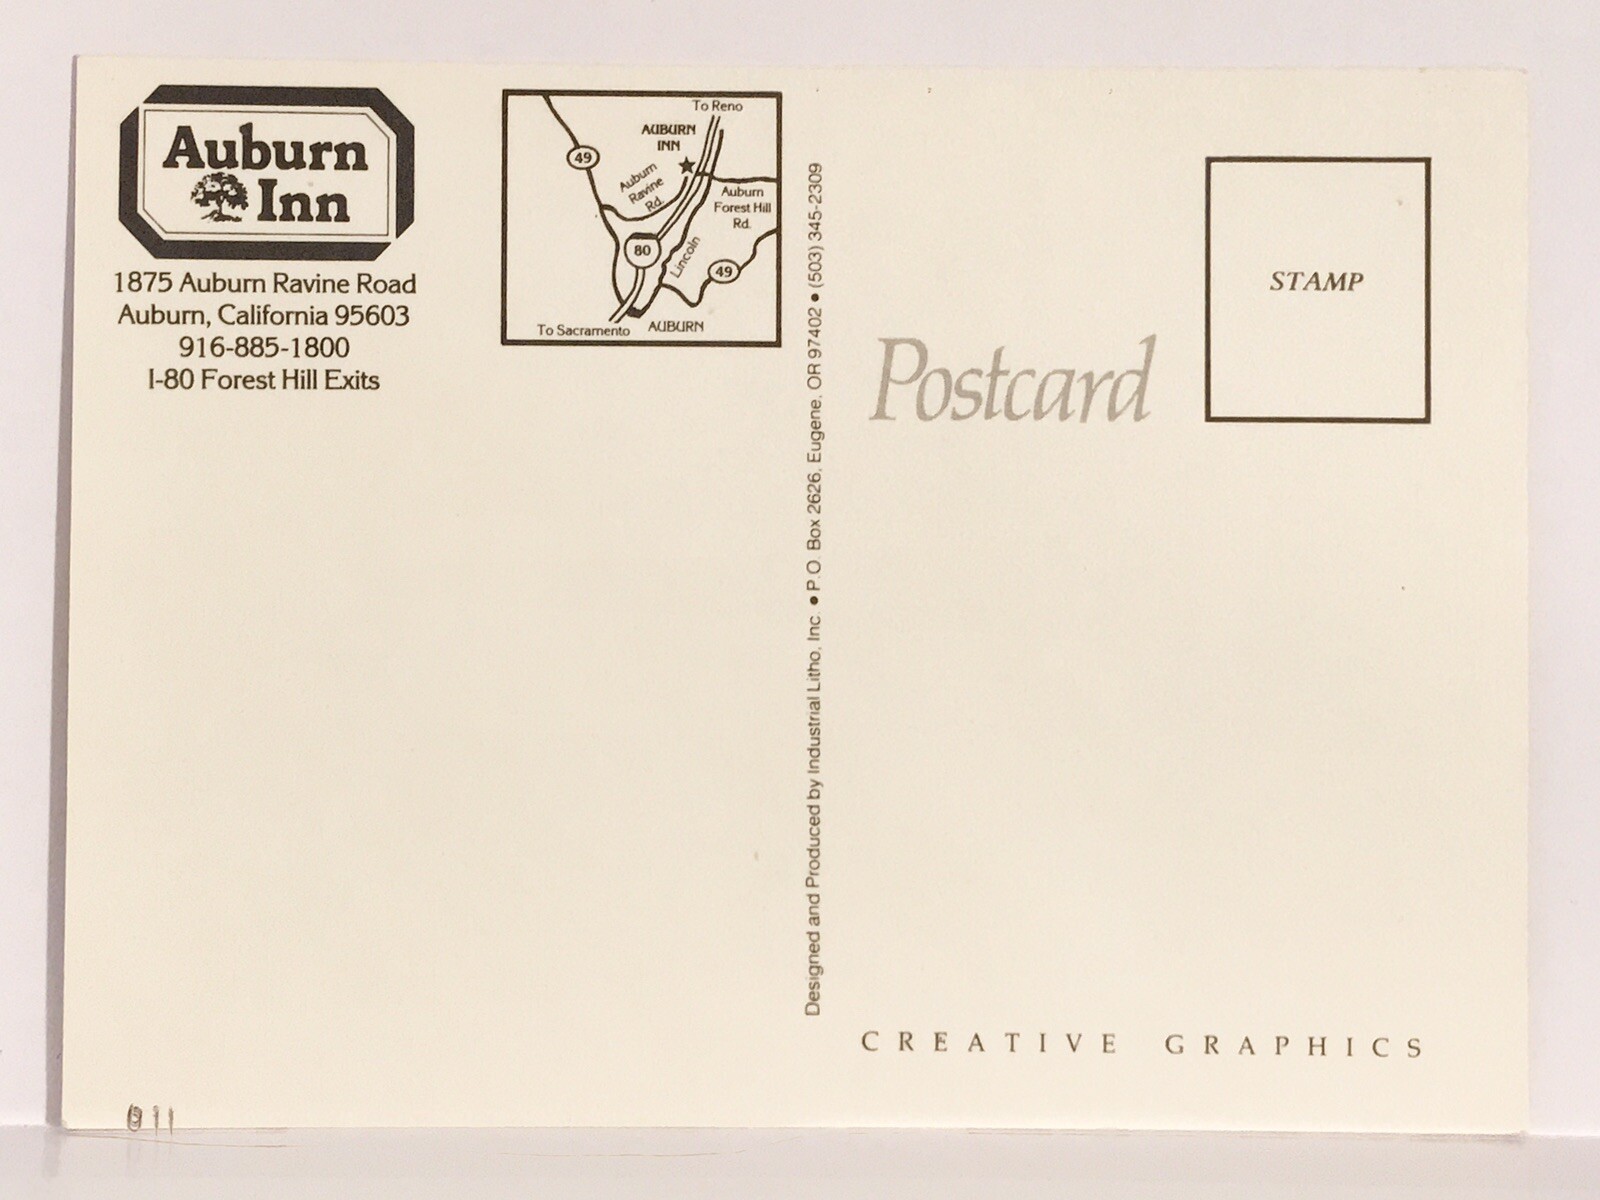 Auburn
Inn
1875 Auburn Ravine Road
Auburn, California 95603
916-885-1800
I-80 Forest Hill Exits
To Reno
AUBURN
INN
49
Auburn
Ravine
Rd.
Auburn
Forest Hill
Rd.
80
Lincoln
49
To Sacramento
AUBURN
Designed and Produced by Industrial Litho, Inc. • P.O. Box 2626, Eugene, OR 97402 • (503) 345-2309
STAMP
Postcard
CREATIVE GRAPHICS
011